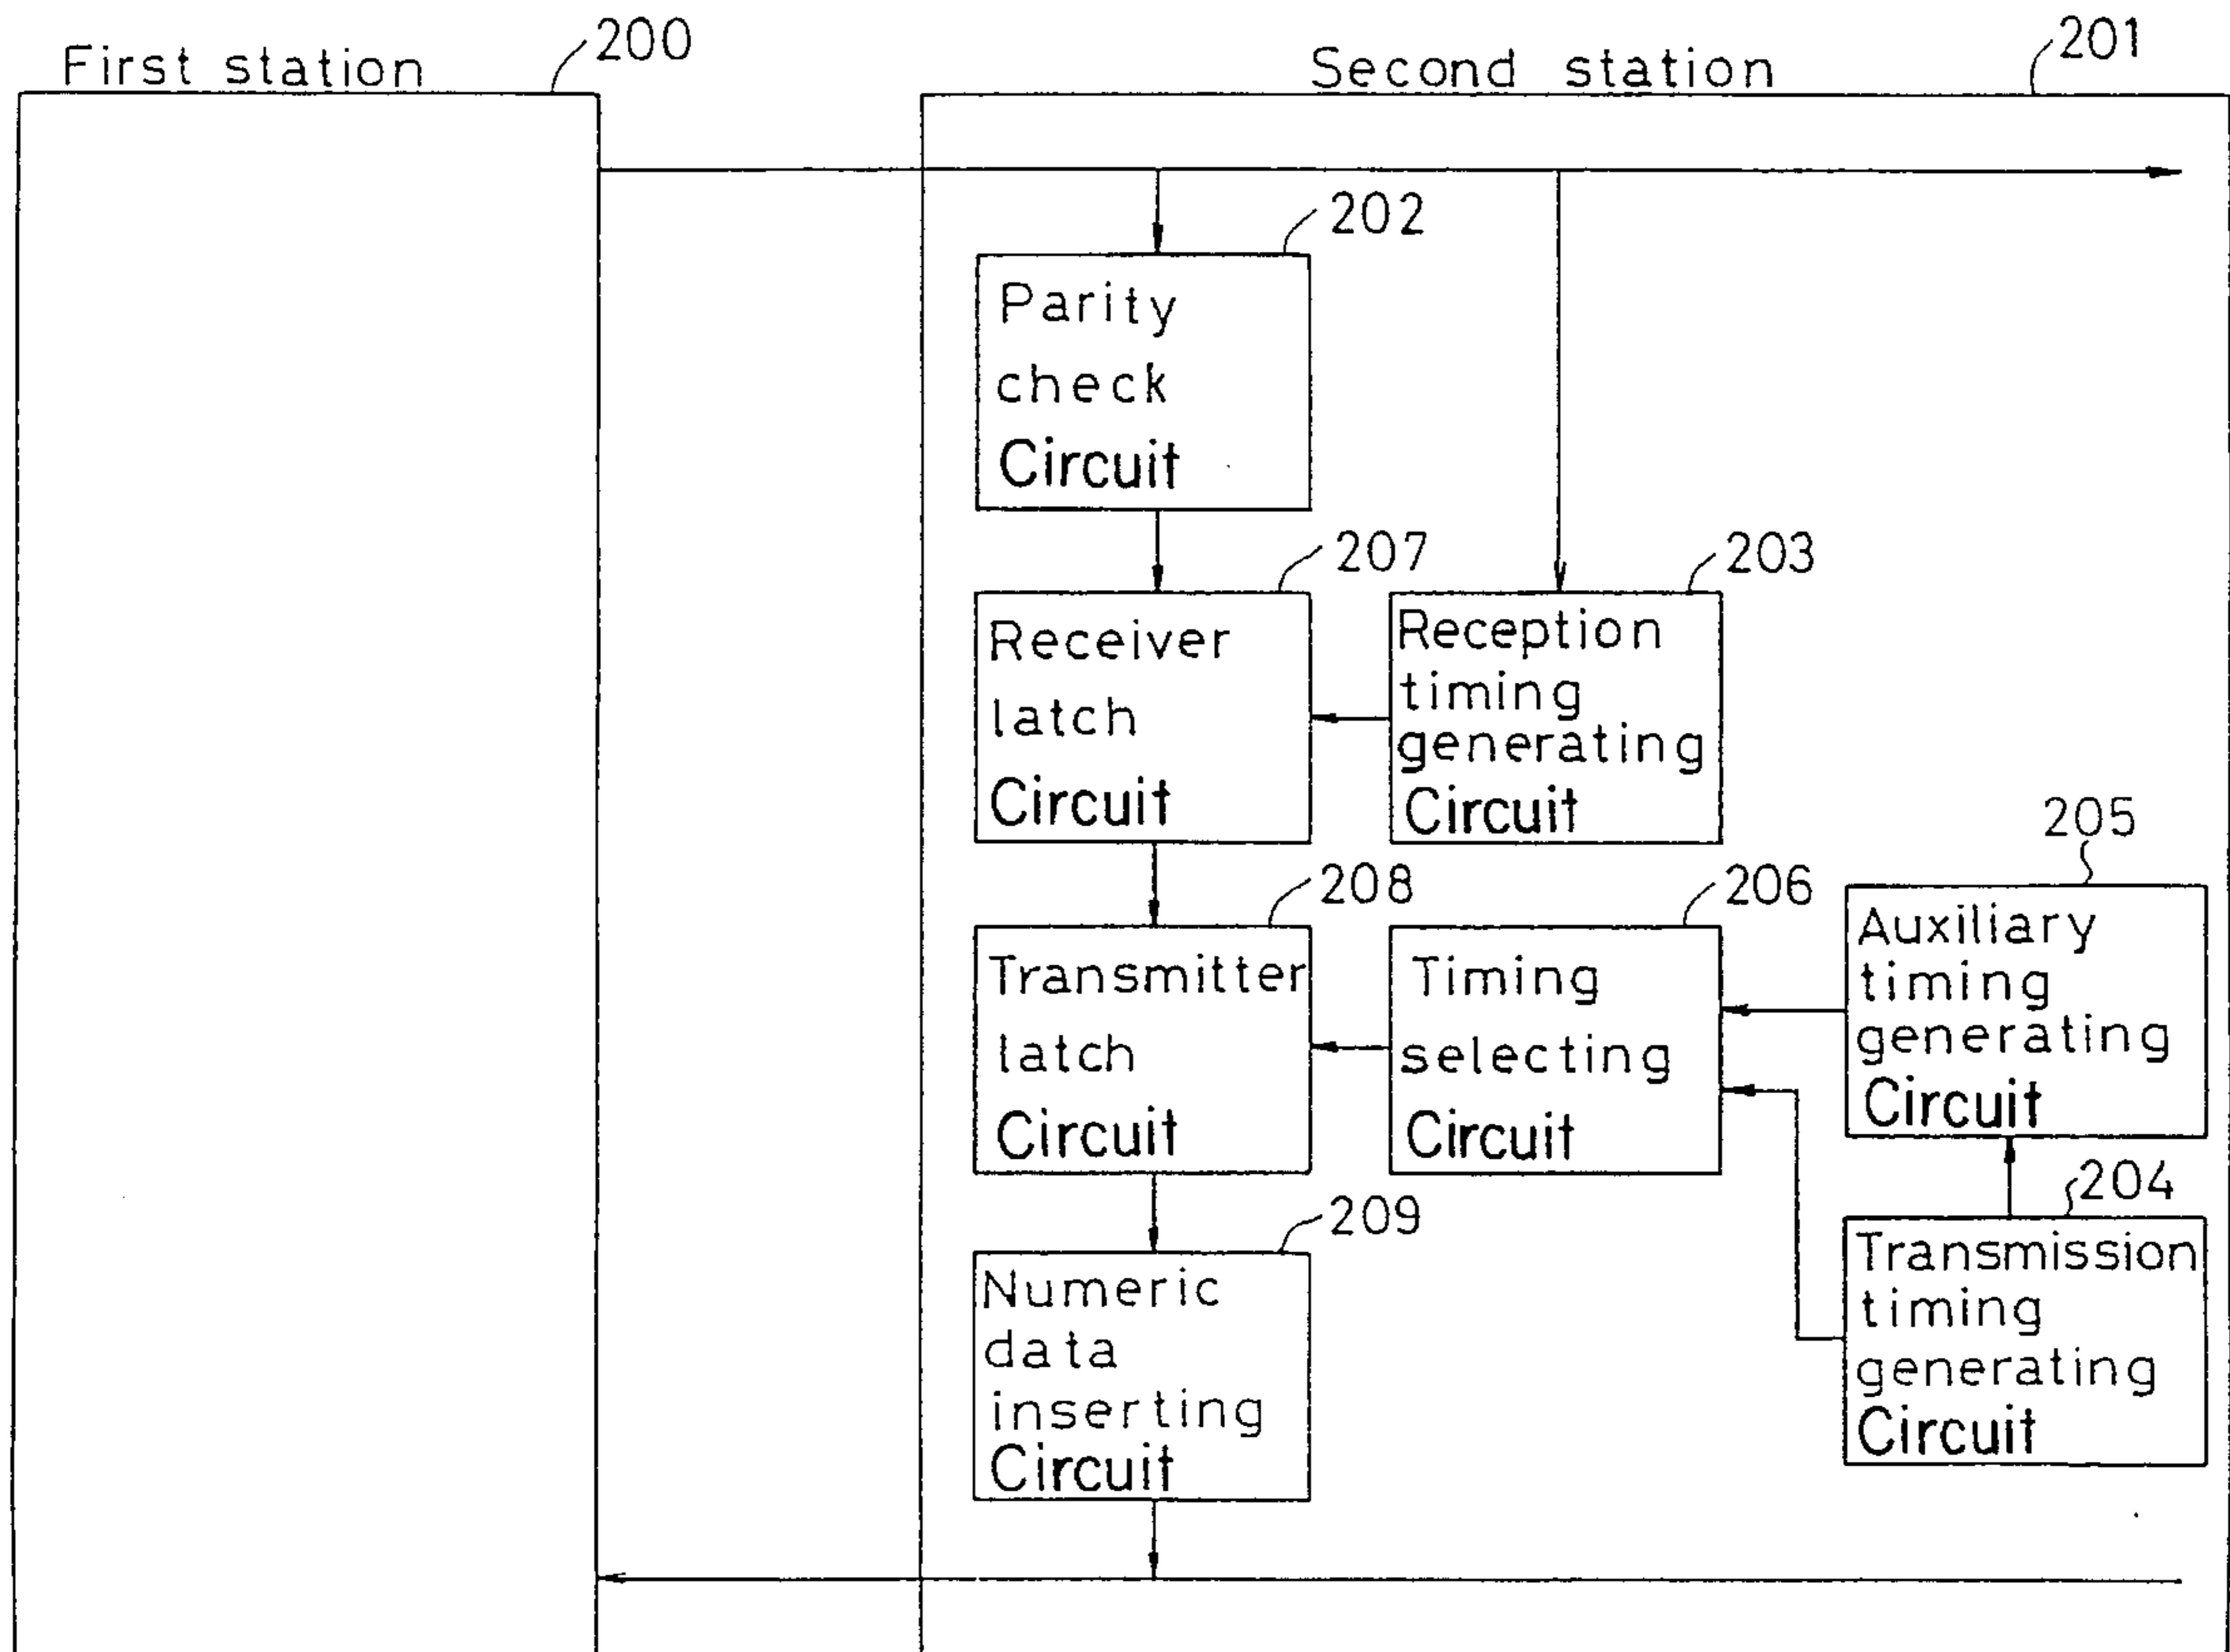 First station
200
Second station
201
202
Parity
check
Circuit
207
Receiver
latch
Circuit
203
Reception
timing
generating
Circuit
208
Transmitter
latch
Circuit
206
Timing
selecting
Circuit
205
Auxiliary
timing
generating
Circuit
204
Transmission
timing
generating
Circuit
209
Numeric
data
inserting
Circuit